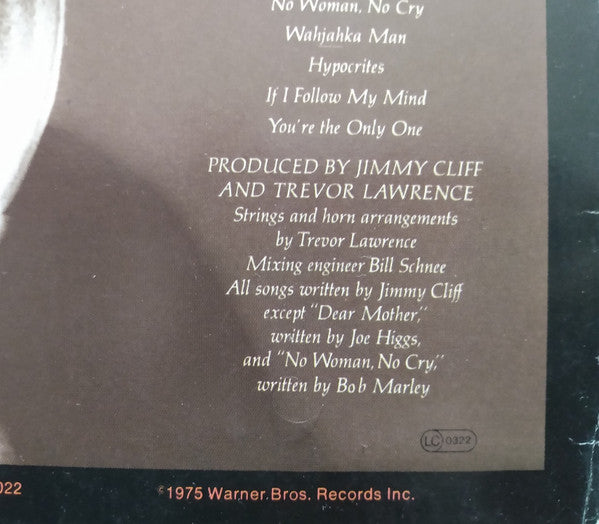 No Woman, No Cry
Wahjahka Man
Hypocrites
If I Follow My Mind
You're the Only One
PRODUCED BY JIMMY CLIFF
AND TREVOR LAWRENCE
Strings and horn arrangements
by Trevor Lawrence
Mixing engineer Bill Schnee
All songs written by Jimmy Cliff
except "Dear Mother,"
written by Joe Higgs,
and "No Woman, No Cry,"
written by Bob Marley
LC 0322
022
©1975 Warner Bros. Records Inc.